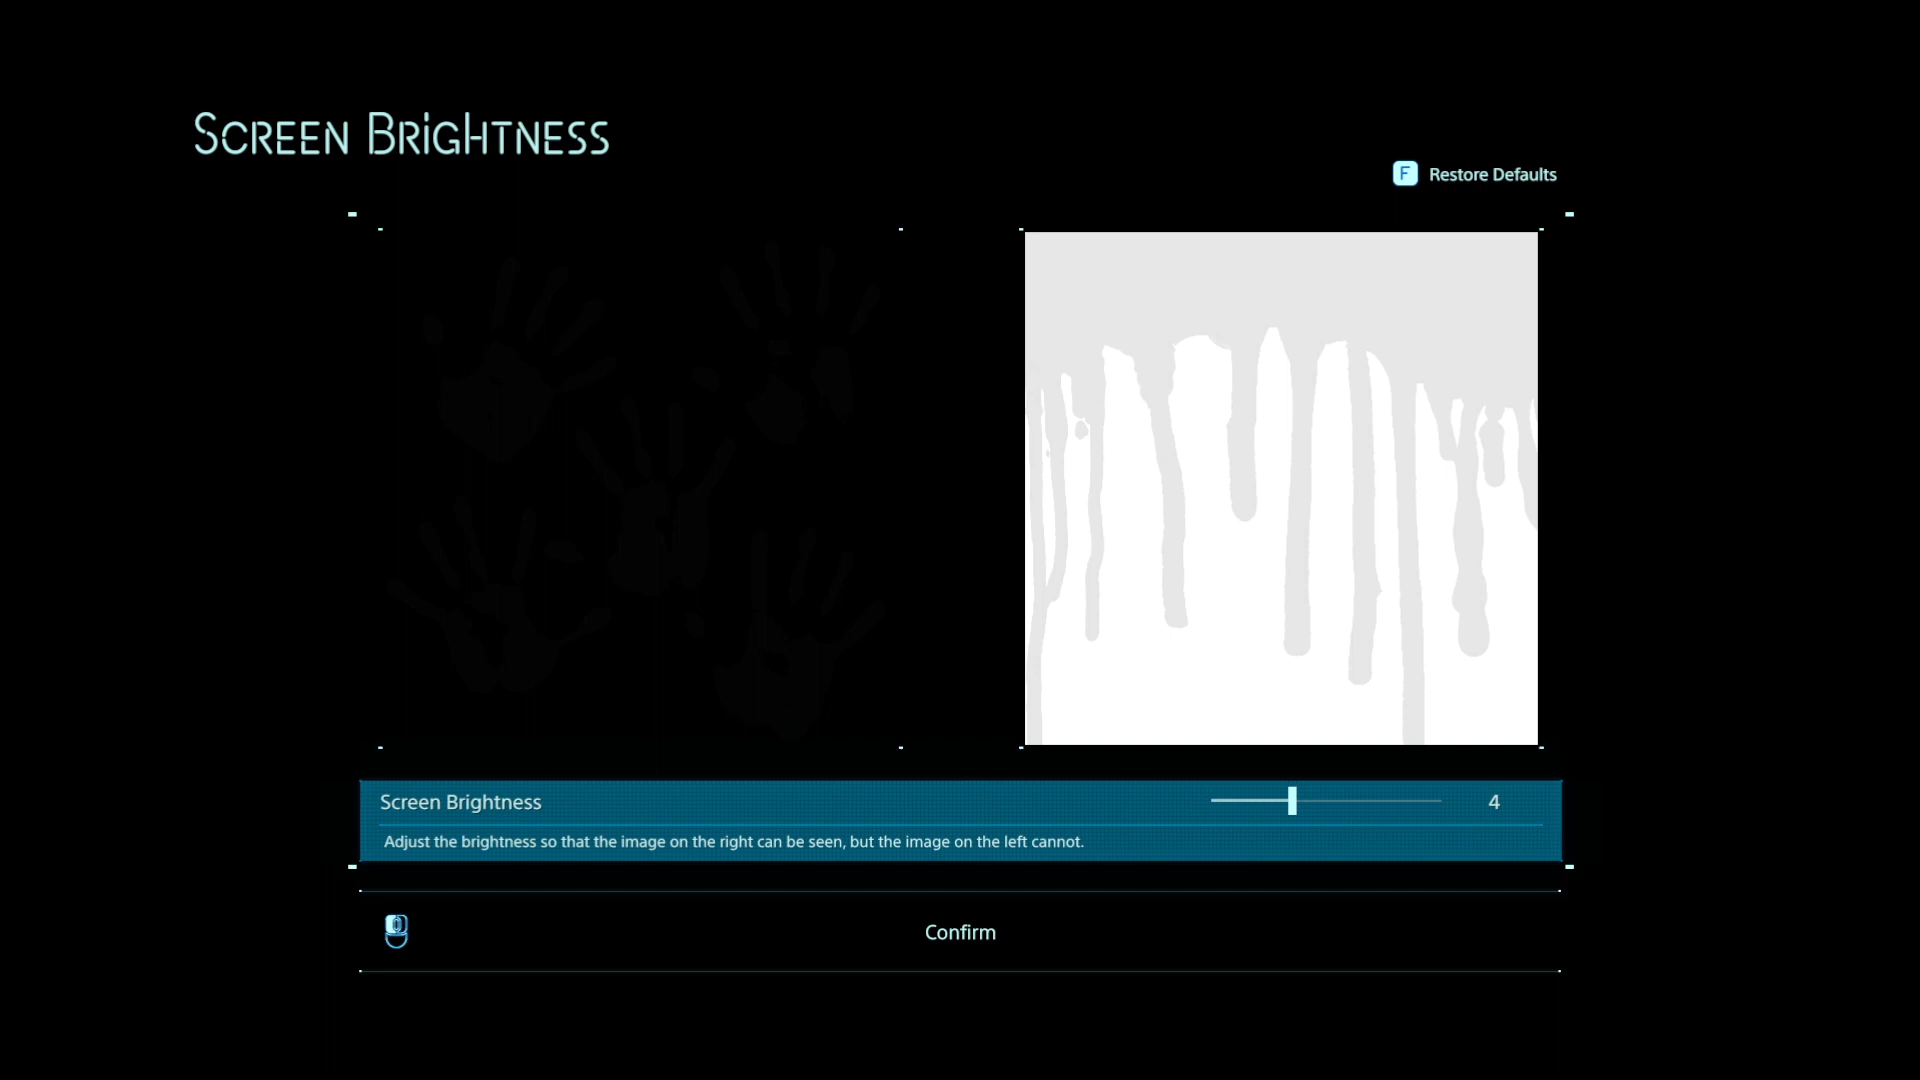 Screen Brightness
F Restore Defaults
Screen Brightness 4
Adjust the brightness so that the image on the right can be seen, but the image on the left cannot.
Confirm